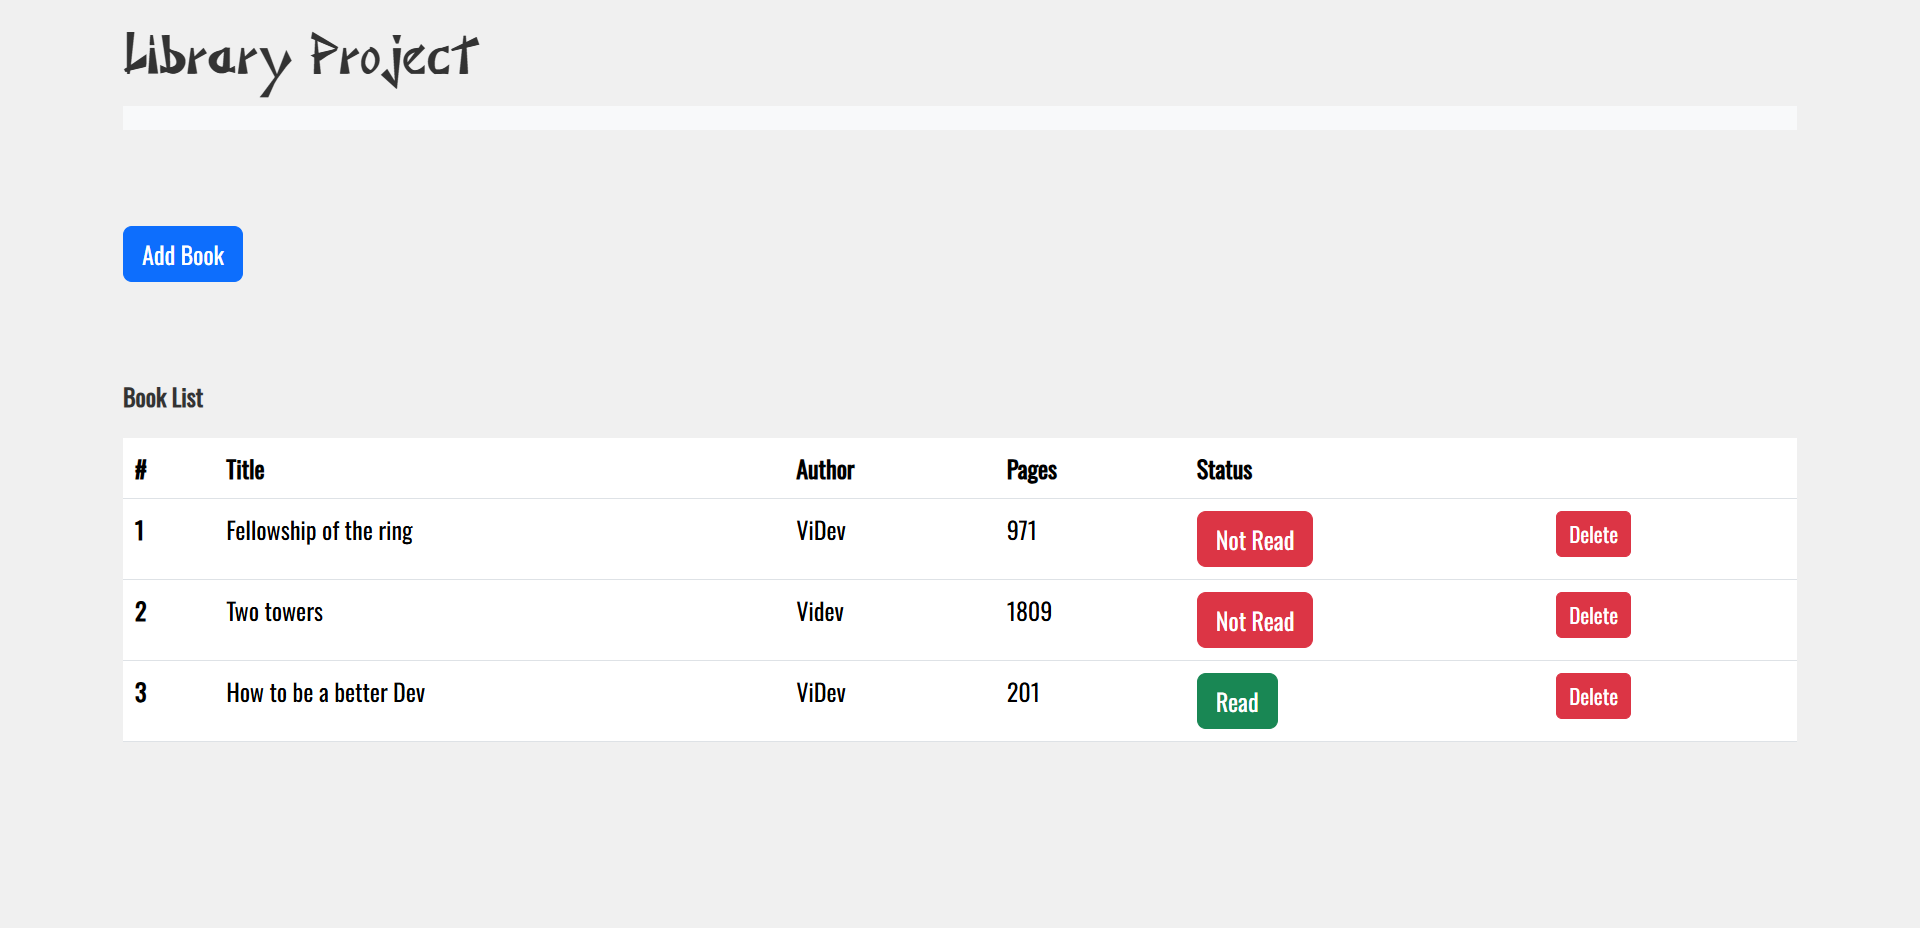 Library Project
Add Book
Book List
# Title Author Pages Status
1 Fellowship of the ring ViDev 971 Not Read Delete
2 Two towers Videv 1809 Not Read Delete
3 How to be a better Dev ViDev 201 Read Delete